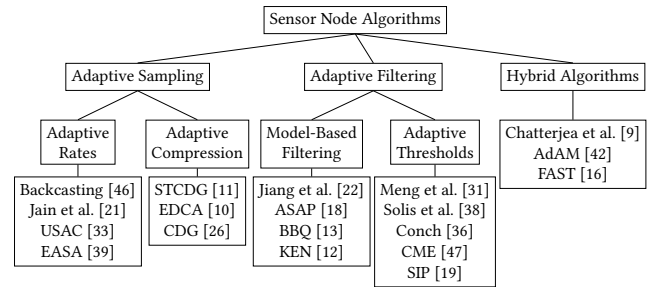 Sensor Node Algorithms
Adaptive Sampling
Adaptive Filtering
Hybrid Algorithms
Adaptive
Rates
Adaptive
Compression
Model-Based
Filtering
Adaptive
Thresholds
Chatterjea et al. [9]
AdAM [42]
FAST [16]
Backcasting [46]
Jain et al. [21]
USAC [33]
EASA [39]
STCDG [11]
EDCA [10]
CDG [26]
Jiang et al. [22]
ASAP [18]
BBQ [13]
KEN [12]
Meng et al. [31]
Solis et al. [38]
Conch [36]
CME [47]
SIP [19]